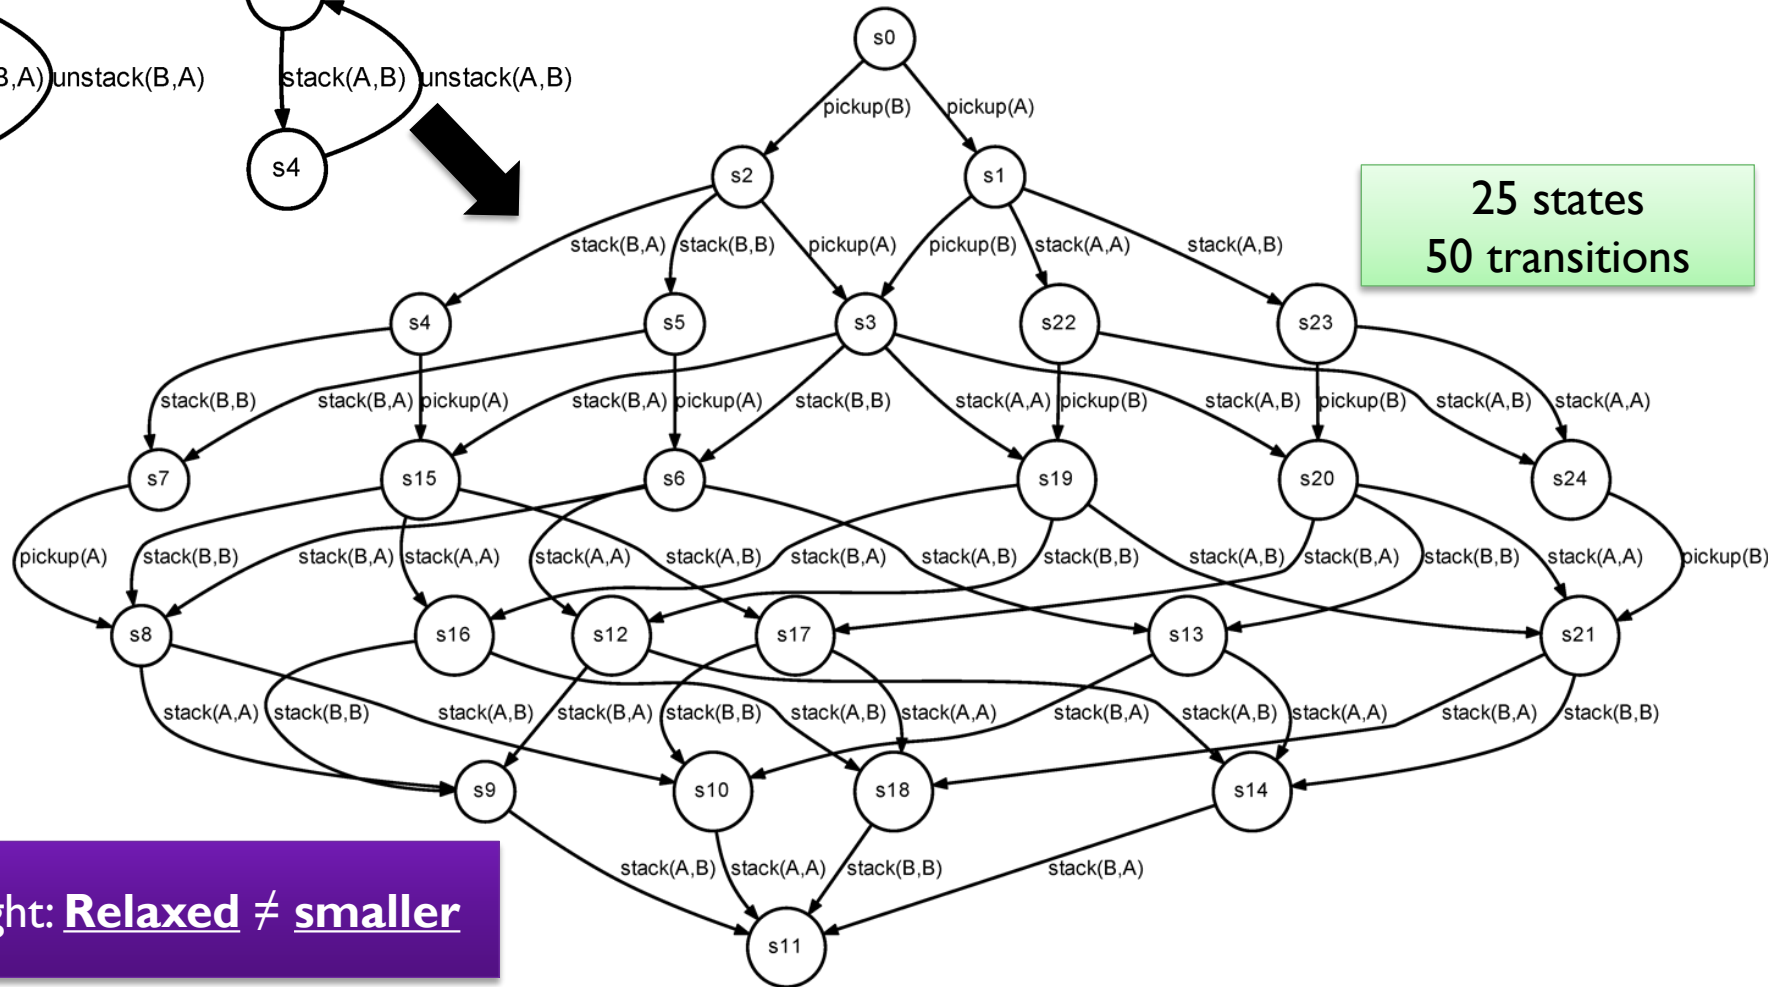 s0
pickup(B) pickup(A)
B,A) unstack(B,A) stack(A,B) unstack(A,B)
s4
s2 s1
25 states
50 transitions
stack(B,A) stack(B,B) pickup(A) pickup(B) stack(A,A) stack(A,B)
s4 s5 s3 s22 s23
stack(B,B) stack(B,A) pickup(A) stack(B,A) pickup(A) stack(B,B) stack(A,A) pickup(B) stack(A,B) pickup(B) stack(A,B) stack(A,A)
s7 s15 s6 s19 s20 s24
pickup(A) stack(B,B) stack(B,A) stack(A,A) stack(A,A) stack(A,B) stack(B,A) stack(A,B) stack(B,B) stack(A,B) stack(B,A) stack(B,B) stack(A,A) pickup(B)
s8 s16 s12 s17 s13 s21
stack(A,A) stack(B,B) stack(A,B) stack(B,A) stack(B,B) stack(A,B) stack(A,A) stack(B,A) stack(A,B) stack(A,A) stack(B,A) stack(B,B)
s9 s10 s18 s14
stack(A,B) stack(A,A) stack(B,B) stack(B,A)
ght: Relaxed ≠ smaller
s11